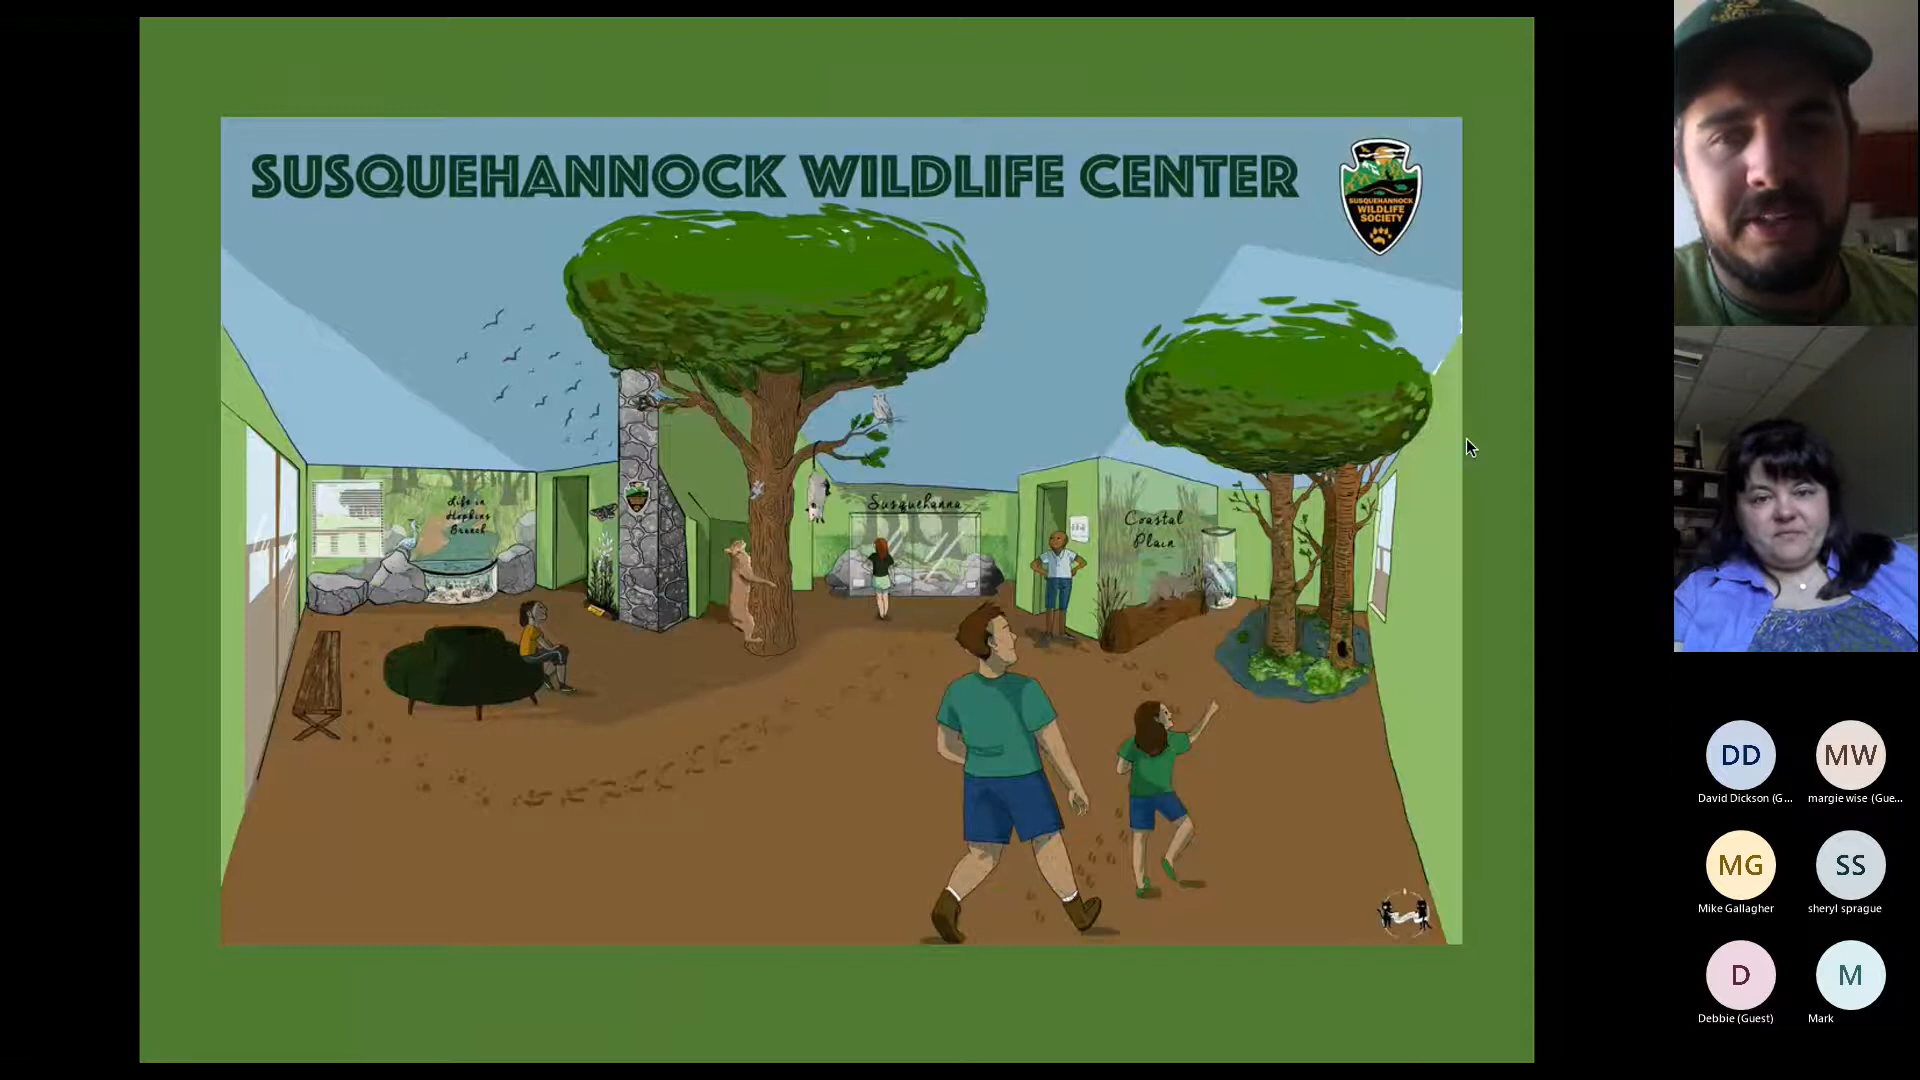 SUSQUEHANNOCK WILDLIFE CENTER
SUSQUEHANNOCK
WILDLIFE
SOCIETY
Life in
Hopkins
Branch
Susquehanna
Coastal
Plain
DD
David Dickson (G...
MW
margie wise (Gue...
MG
Mike Gallagher
SS
sheryl sprague
D
Debbie (Guest)
M
Mark